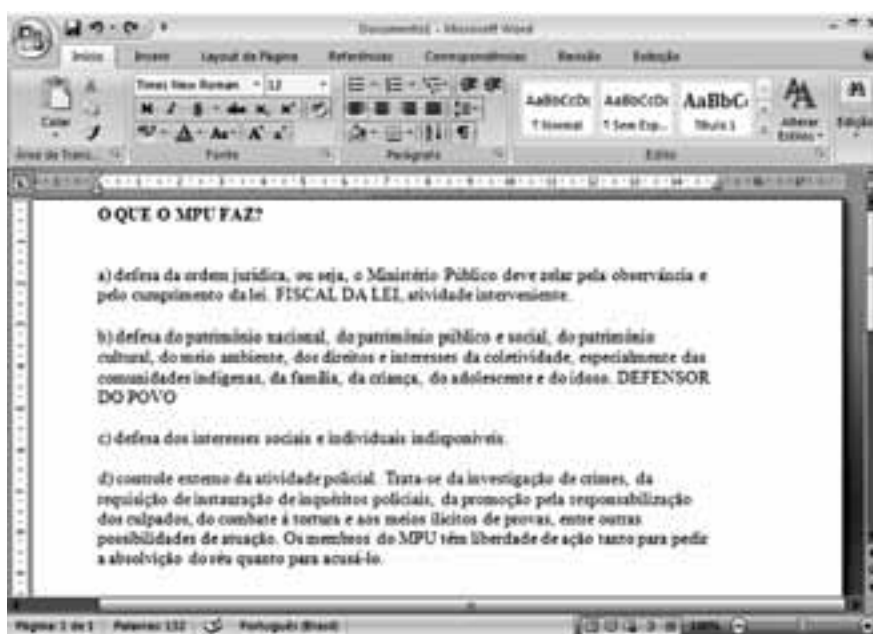 Documento1 - Microsoft Word
Início Inserir Layout da Página Referências Correspondências Revisão Exibição
Times New Roman 12
AaBbCcDc AaBbCcDc AaBbC
Colar
¶ Normal ¶ Sem Esp... Título 1
Alterar Estilos
Edição
Área de Trans... Fonte Parágrafo Estilo
O QUE O MPU FAZ?
a) defesa da ordem jurídica, ou seja, o Ministério Público deve zelar pela observância e
pelo cumprimento da lei. FISCAL DA LEI, atividade interveniente.
b) defesa do patrimônio nacional, do patrimônio público e social, do patrimônio
cultural, do meio ambiente, dos direitos e interesses da coletividade, especialmente das
comunidades indígenas, da família, da criança, do adolescente e do idoso. DEFENSOR
DO POVO
c) defesa dos interesses sociais e individuais indisponíveis.
d) controle externo da atividade policial. Trata-se da investigação de crimes, da
requisição de instauração de inquéritos policiais, da promoção pela responsabilização
dos culpados, do combate à tortura e aos meios ilícitos de provas, entre outras
possibilidades de atuação. Os membros do MPU têm liberdade de ação tanto para pedir
a absolvição do réu quanto para acusá-lo.
Página: 1 de 1 Palavras: 132 Português (Brasil) 100%